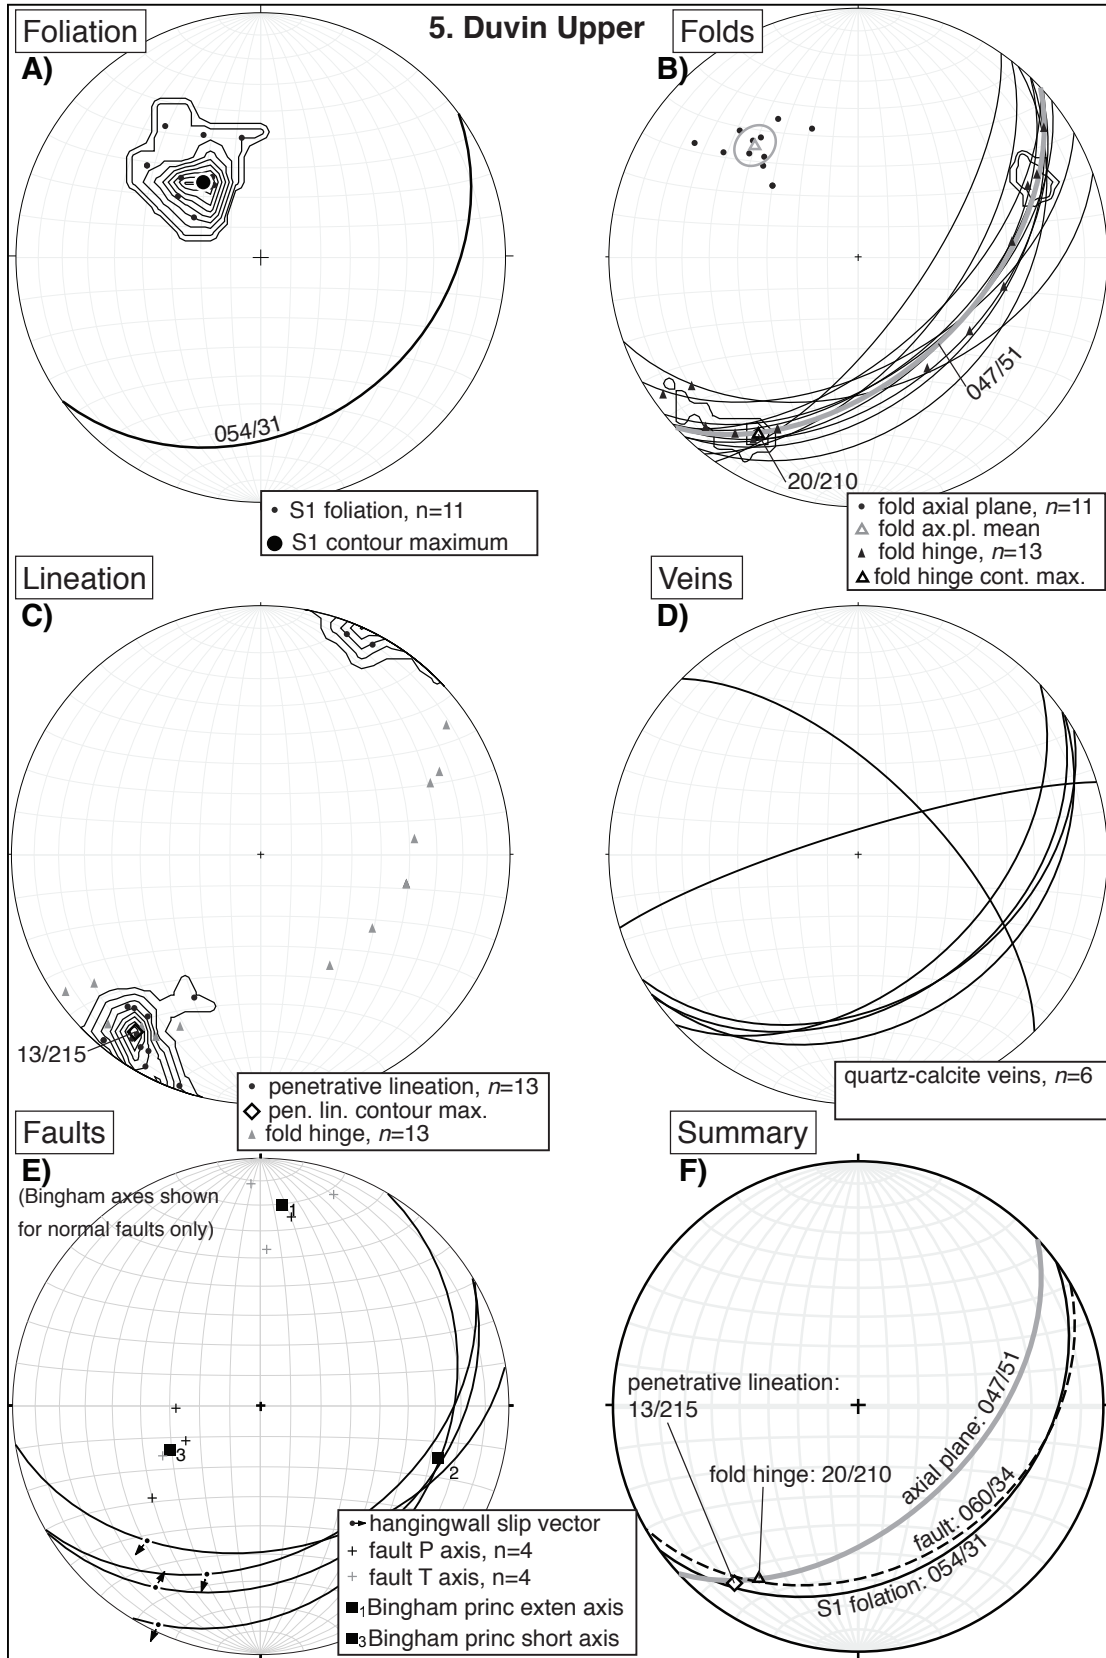 5. Duvin Upper
Foliation
A)
054/31
S1 foliation, n=11
S1 contour maximum
Folds
B)
047/51
20/210
fold axial plane, n=11
fold ax.pl. mean
fold hinge, n=13
fold hinge cont. max.
Lineation
C)
13/215
penetrative lineation, n=13
pen. lin. contour max.
fold hinge, n=13
Veins
D)
quartz-calcite veins, n=6
Faults
E)
(Bingham axes shown
for normal faults only)
1
3
2
hangingwall slip vector
fault P axis, n=4
fault T axis, n=4
1 Bingham princ exten axis
3 Bingham princ short axis
Summary
F)
penetrative lineation:
13/215
fold hinge: 20/210
axial plane: 047/51
fault: 060/34
S1 folation: 054/31